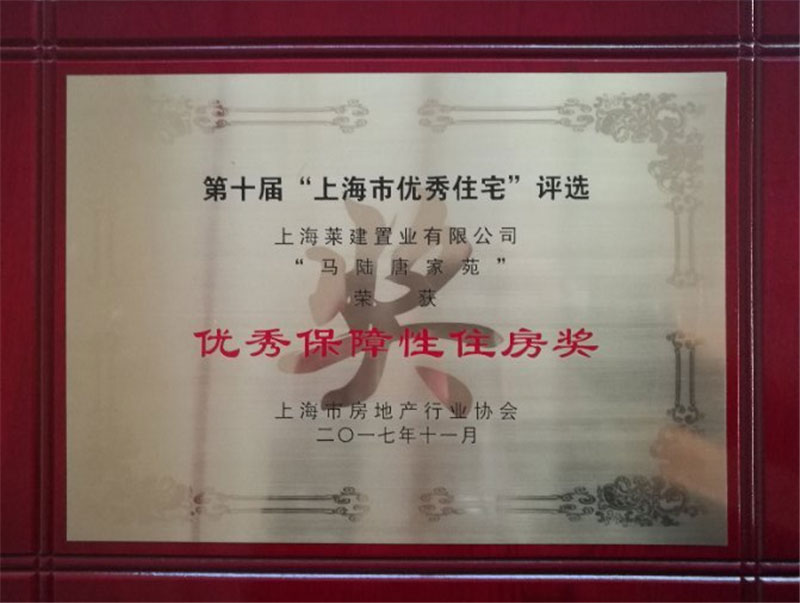 第十届“上海市优秀住宅”评选
上海莱建置业有限公司
“马陆唐家苑”
荣获
优秀保障性住房奖
奖
上海市房地产行业协会
二〇一七年十一月